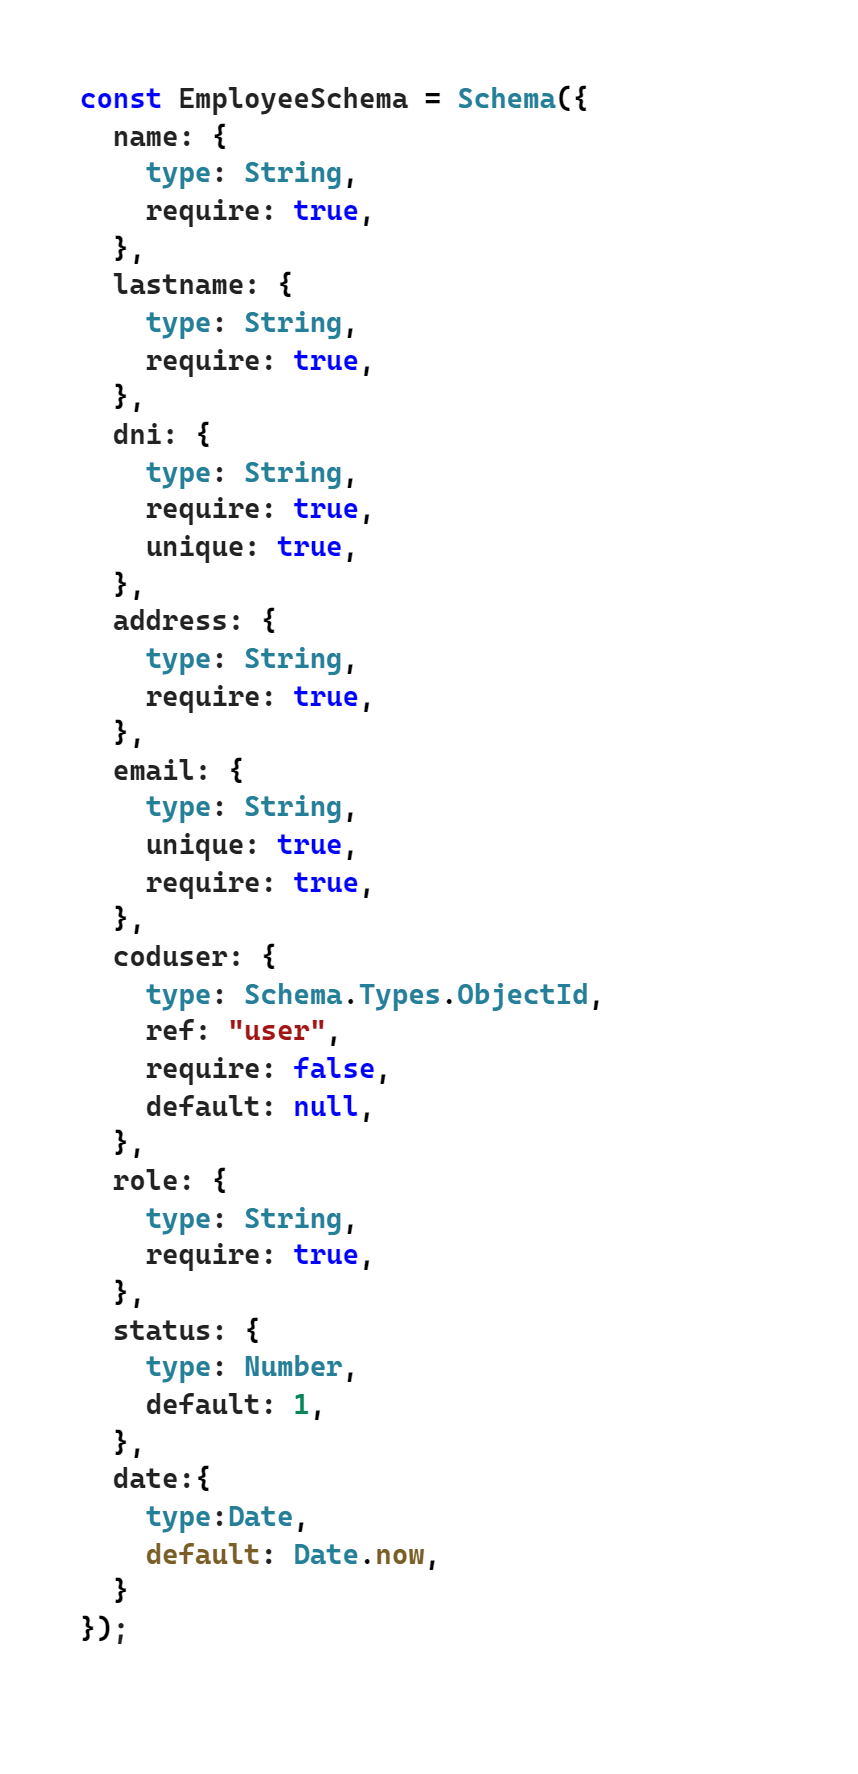 const EmployeeSchema = Schema({
  name: {
    type: String,
    require: true,
  },
  lastname: {
    type: String,
    require: true,
  },
  dni: {
    type: String,
    require: true,
    unique: true,
  },
  address: {
    type: String,
    require: true,
  },
  email: {
    type: String,
    unique: true,
    require: true,
  },
  coduser: {
    type: Schema.Types.ObjectId,
    ref: "user",
    require: false,
    default: null,
  },
  role: {
    type: String,
    require: true,
  },
  status: {
    type: Number,
    default: 1,
  },
  date:{
    type:Date,
    default: Date.now,
  }
});